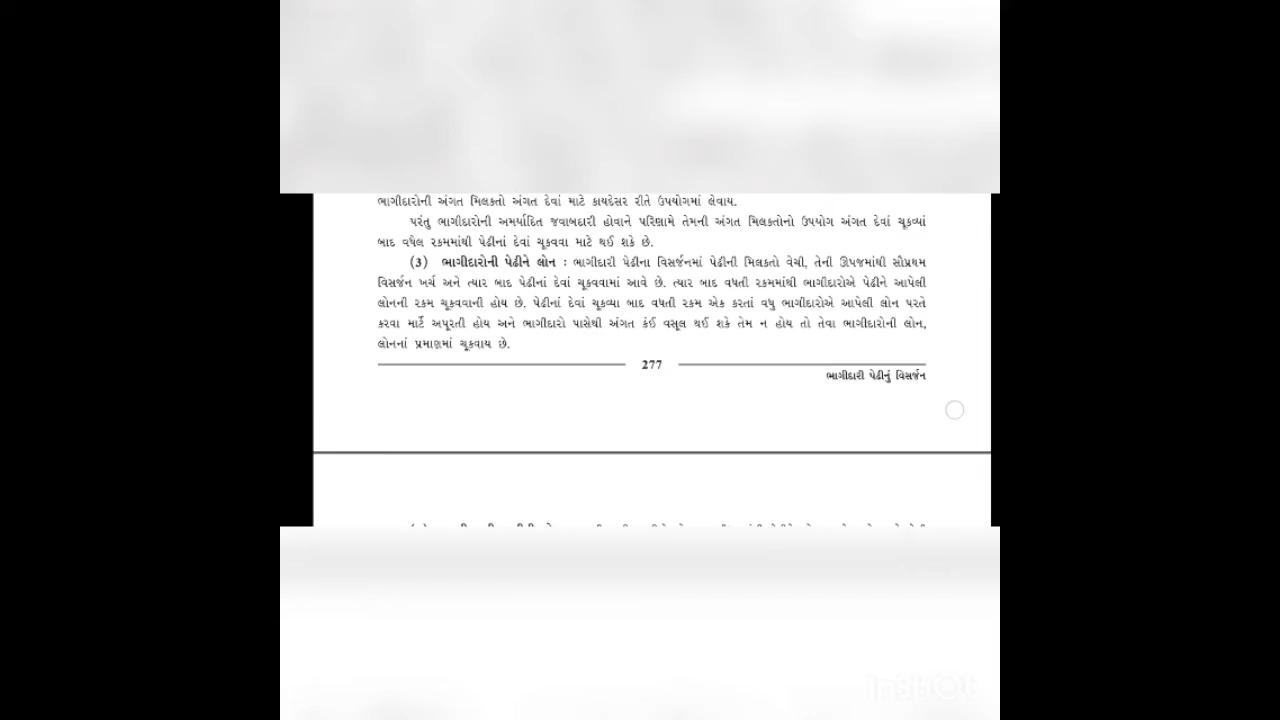 ભાગીદારોની અંગત મિલકતો અંગત દેવાં માટે કાયદેસર રીતે ઉપયોગમાં લેવાય.
પરંતુ ભાગીદારોની અમર્યાદિત જવાબદારી હોવાને પરિણામે તેમની અંગત મિલકતોનો ઉપયોગ અંગત દેવાં ચૂકવ્યાં
બાદ વધેલ રકમમાંથી પેઢીનાં દેવાં ચૂકવવા માટે થઈ શકે છે.
(3) ભાગીદારોની પેઢીને લોન : ભાગીદારી પેઢીના વિસર્જનમાં પેઢીની મિલકતો વેચી, તેની ઊપજમાંથી સૌપ્રથમ
વિસર્જન ખર્ચ અને ત્યાર બાદ પેઢીનાં દેવાં ચૂકવવામાં આવે છે. ત્યાર બાદ વધતી રકમમાંથી ભાગીદારોએ પેઢીને આપેલી
લોનની રકમ ચૂકવવાની હોય છે. પેઢીનાં દેવાં ચૂકવ્યા બાદ વધતી રકમ એક કરતાં વધુ ભાગીદારોએ આપેલી લોન પરત
કરવા માર્ટે અપૂરતી હોય અને ભાગીદારો પાસેથી અંગત કંઈ વસૂલ થઈ શકે તેમ ન હોય તો તેવા ભાગીદારોની લોન,
લોનનાં પ્રમાણમાં ચૂકવાય છે.
277
ભાગીદારી પેઢીનું વિસર્જન
InShOt